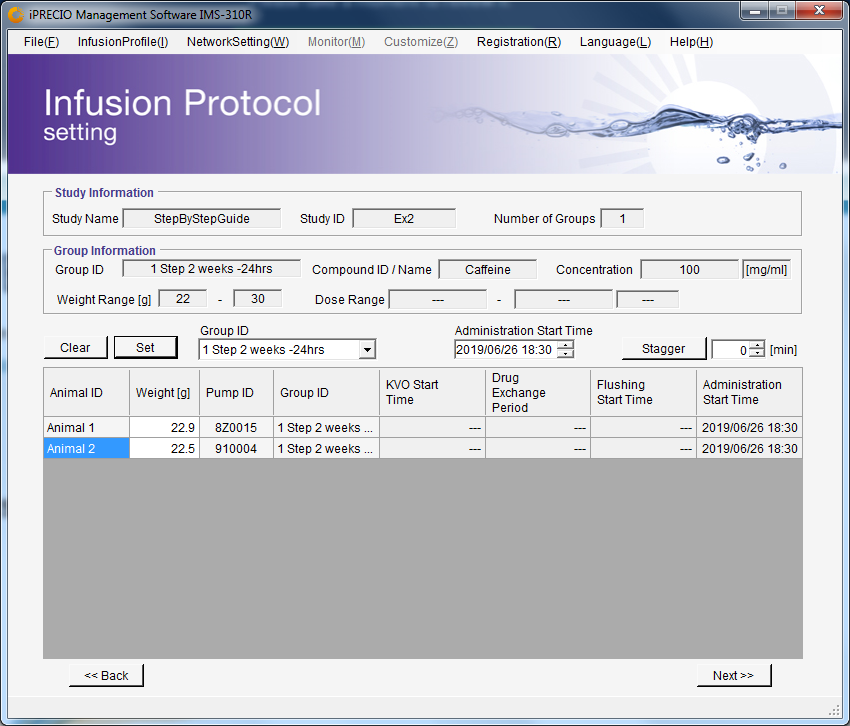 iPRECIO Management Software IMS-310R
File(F) InfusionProfile(I) NetworkSetting(W) Monitor(M) Customize(Z) Registration(R) Language(L) Help(H)
Infusion Protocol
setting
Study Information
Study Name StepByStepGuide Study ID Ex2 Number of Groups 1
Group Information
Group ID 1 Step 2 weeks -24hrs Compound ID / Name Caffeine Concentration 100 [mg/ml]
Weight Range [g] 22 - 30 Dose Range --- - --- ---
Group ID Administration Start Time
Clear Set 1 Step 2 weeks -24hrs 2019/06/26 18:30 Stagger 0 [min]
Animal ID Weight [g] Pump ID Group ID KVO Start Time Drug Exchange Period Flushing Start Time Administration Start Time
Animal 1 22.9 8Z0015 1 Step 2 weeks ... --- --- --- 2019/06/26 18:30
Animal 2 22.5 910004 1 Step 2 weeks ... --- --- --- 2019/06/26 18:30
<< Back Next >>